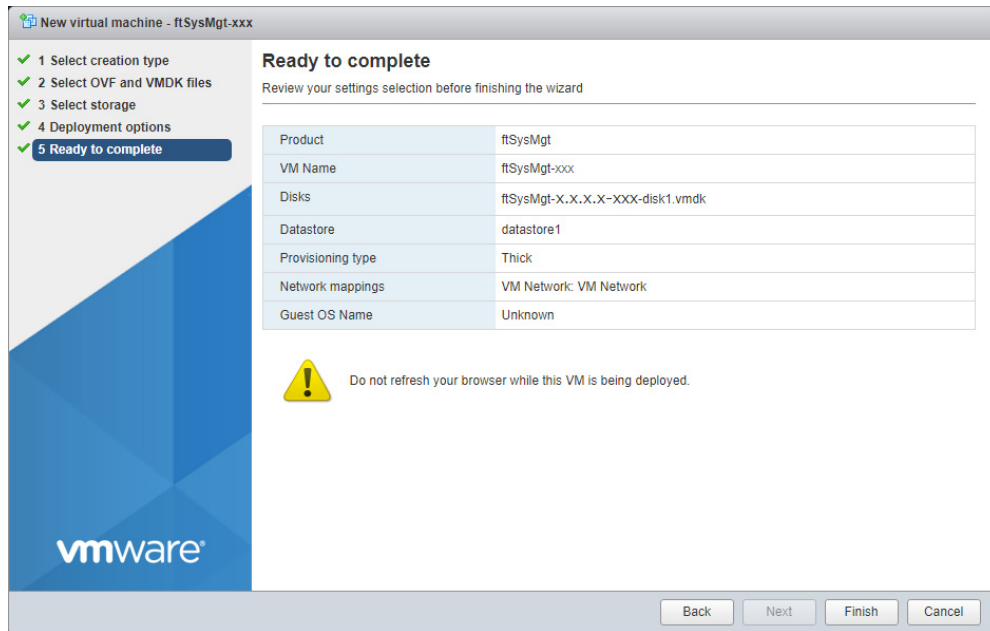 New virtual machine - ftSysMgt-xxx
1 Select creation type
2 Select OVF and VMDK files
3 Select storage
4 Deployment options
5 Ready to complete
Ready to complete
Review your settings selection before finishing the wizard
Product ftSysMgt
VM Name ftSysMgt-xxx
Disks ftSysMgt-X.X.X.X-XXX-disk1.vmdk
Datastore datastore1
Provisioning type Thick
Network mappings VM Network: VM Network
Guest OS Name Unknown
Do not refresh your browser while this VM is being deployed.
vmware®
Back Next Finish Cancel